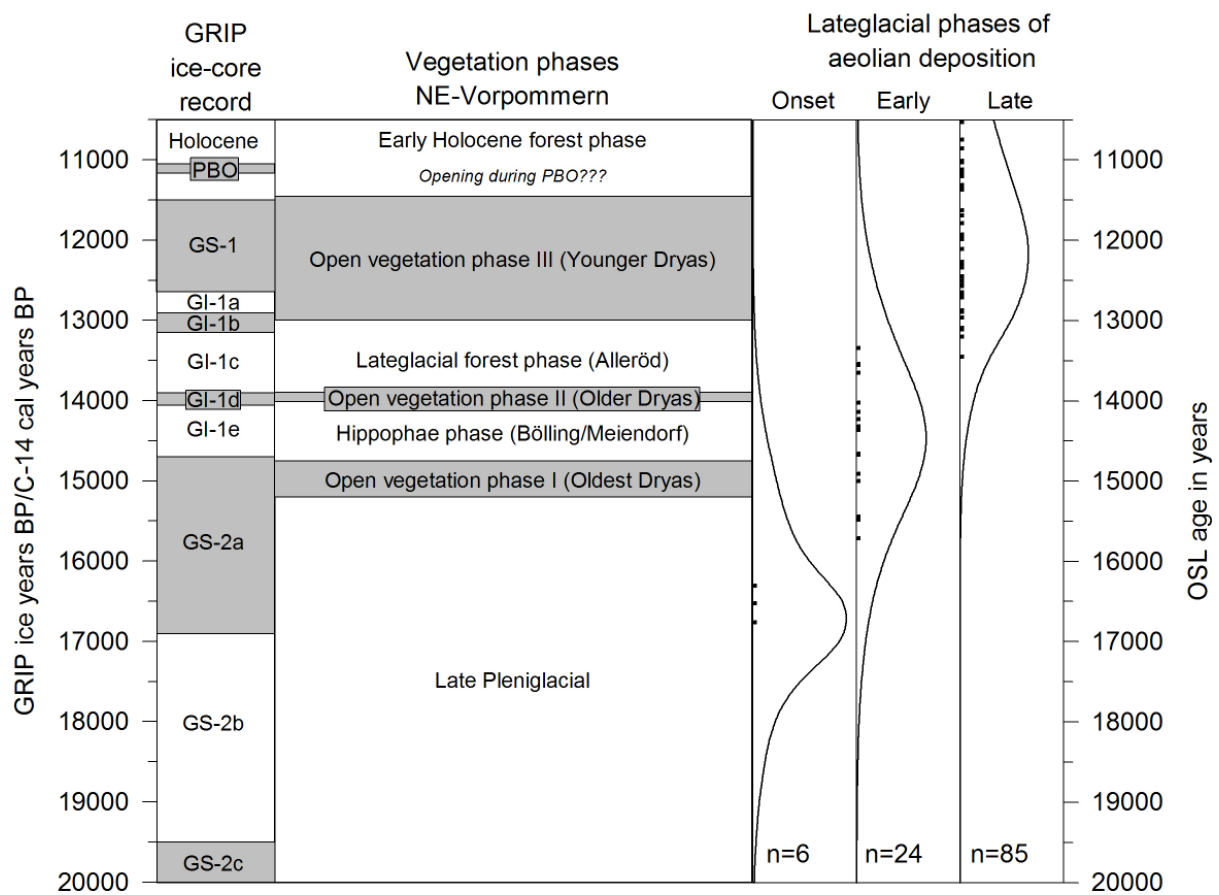 GRIP
ice-core
record
Vegetation phases
NE-Vorpommern
Lateglacial phases of
aeolian deposition
Onset
Early
Late
GRIP ice years BP/C-14 cal years BP
11000
12000
13000
14000
15000
16000
17000
18000
19000
20000
Holocene
PBO
GS-1
GI-1a
GI-1b
GI-1c
GI-1d
GI-1e
GS-2a
GS-2b
GS-2c
Early Holocene forest phase
Opening during PBO???
Open vegetation phase III (Younger Dryas)
Lateglacial forest phase (Alleröd)
Open vegetation phase II (Older Dryas)
Hippophae phase (Bölling/Meiendorf)
Open vegetation phase I (Oldest Dryas)
Late Pleniglacial
n=6
n=24
n=85
11000
12000
13000
14000
15000
16000
17000
18000
19000
20000
OSL age in years